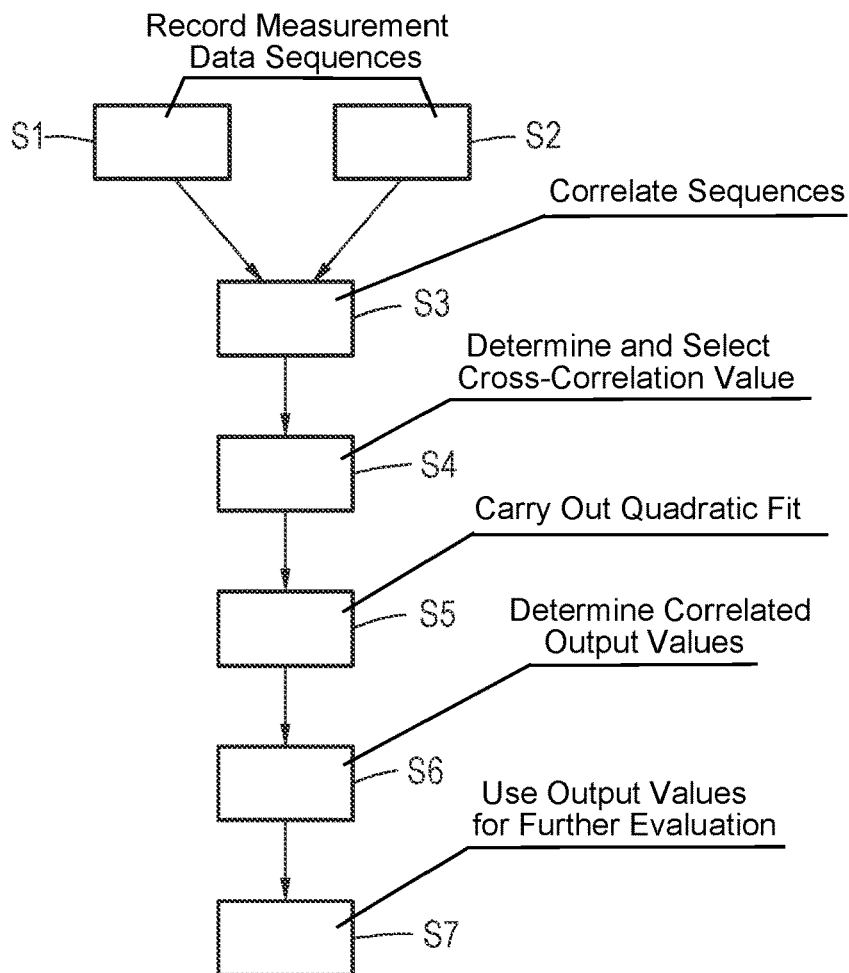 Record Measurement
Data Sequences
S1
S2
Correlate Sequences
S3
Determine and Select
Cross-Correlation Value
S4
Carry Out Quadratic Fit
S5
Determine Correlated
Output Values
S6
Use Output Values
for Further Evaluation
S7